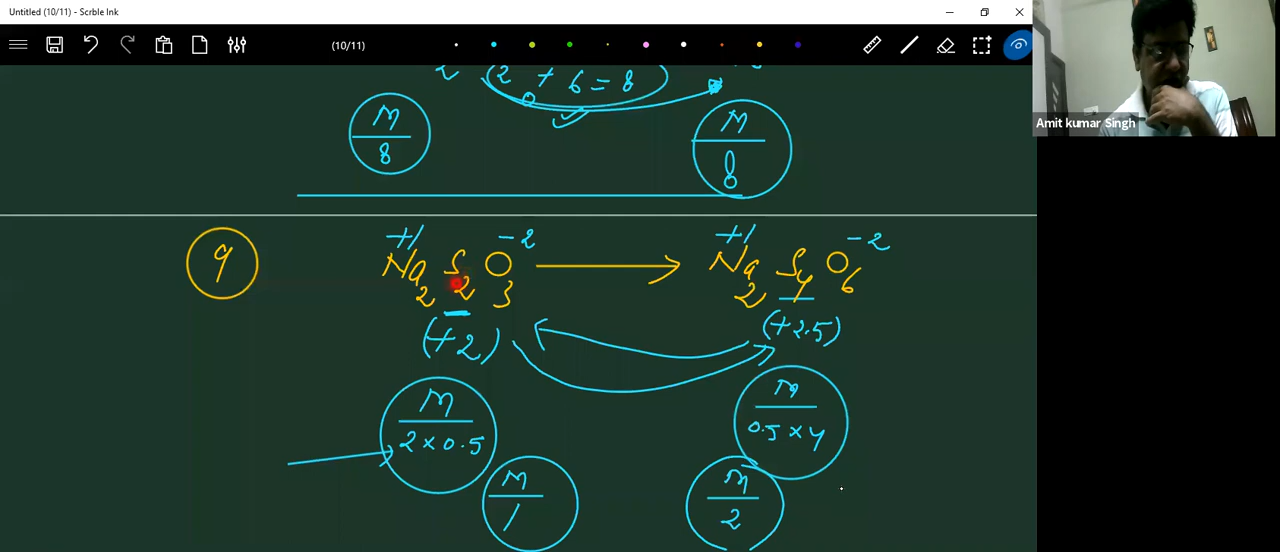 Untitled (10/11) - Scrble Ink
(10/11)
Amit kumar Singh
2 + 6 = 8
M/8 M/8
9
+1 -2 +1 -2
Na2 S2 O3 → Na2 S4 O6
(+2) (+2.5)
M/2 × 0.5 M/0.5 × 4
M/1 M/2